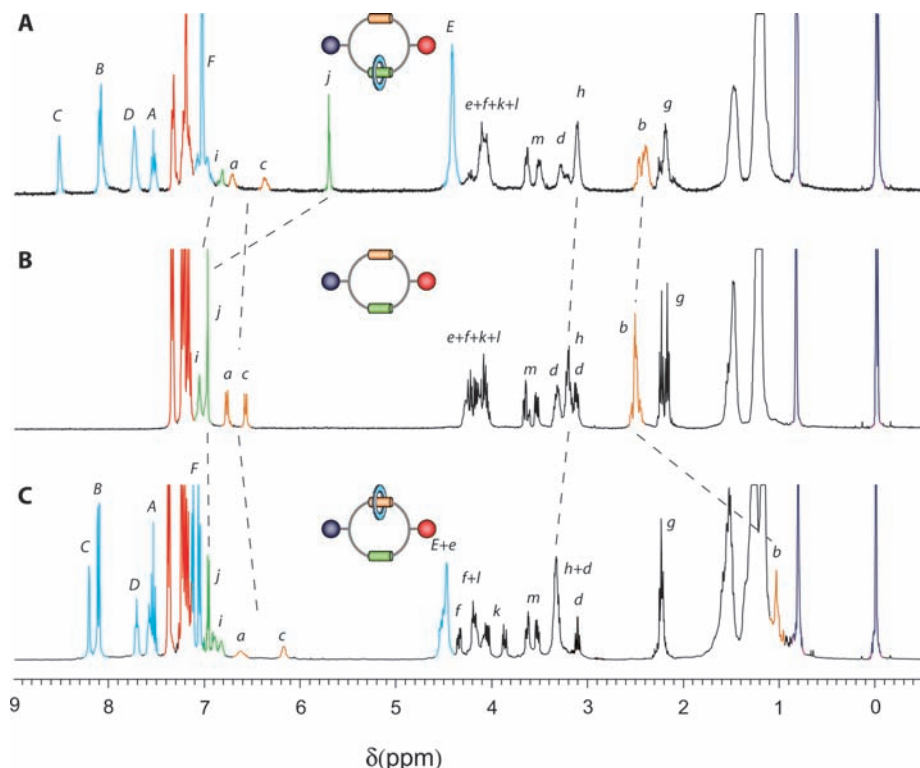 A
C
B
D
A
F
i
a
c
j
E
e+f+k+l
m
d
h
b
g
B
i
j
a
c
e+f+k+l
m
d
h
d
b
g
C
C
B
D
A
F
j
i
a
c
E+e
f
f+l
k
m
h+d
d
g
b
9 8 7 6 5 4 3 2 1 0
δ(ppm)